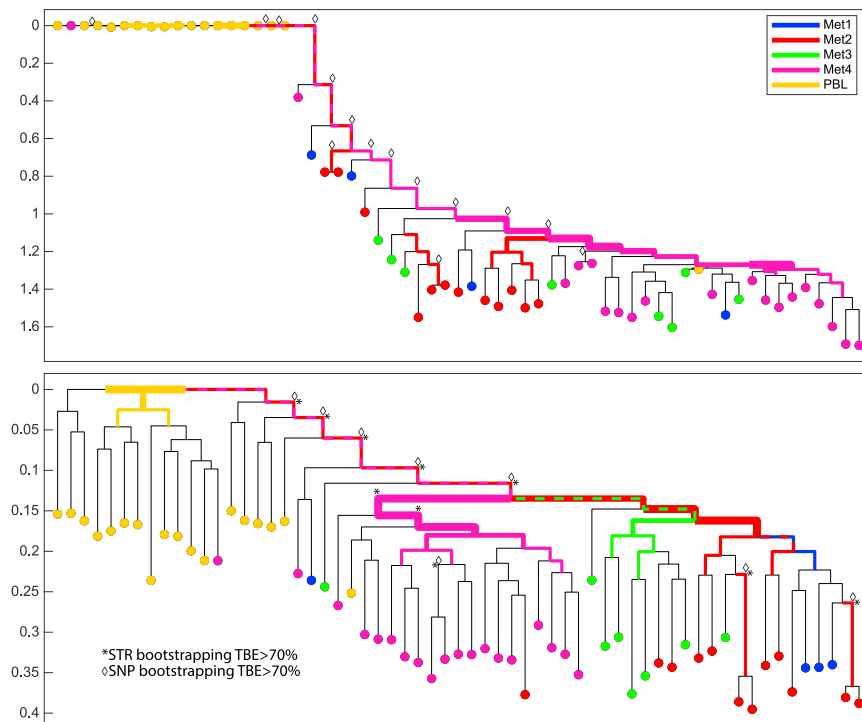 0
0.2
0.4
0.6
0.8
1
1.2
1.4
1.6
Met1
Met2
Met3
Met4
PBL
0
0.05
0.1
0.15
0.2
0.25
0.3
0.35
0.4
*STR bootstrapping TBE>70%
◊SNP bootstrapping TBE>70%